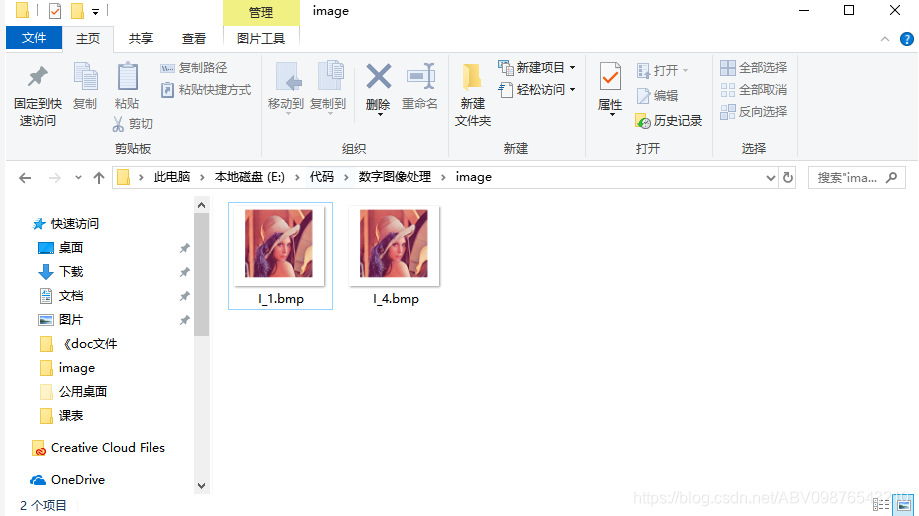 管理
image
文件
主页
共享
查看
图片工具
固定到快速访问
复制
粘贴
复制路径
粘贴快捷方式
剪切
剪贴板
移动到
复制到
删除
重命名
组织
新建
文件夹
新建项目
轻松访问
新建
属性
打开
编辑
历史记录
打开
全部选择
全部取消
反向选择
选择
此电脑 › 本地磁盘 (E:) › 代码 › 数字图像处理 › image
搜索"ima...
快速访问
桌面
下载
文档
图片
《doc文件
image
公用桌面
课表
Creative Cloud Files
OneDrive
I_1.bmp
I_4.bmp
2 个项目